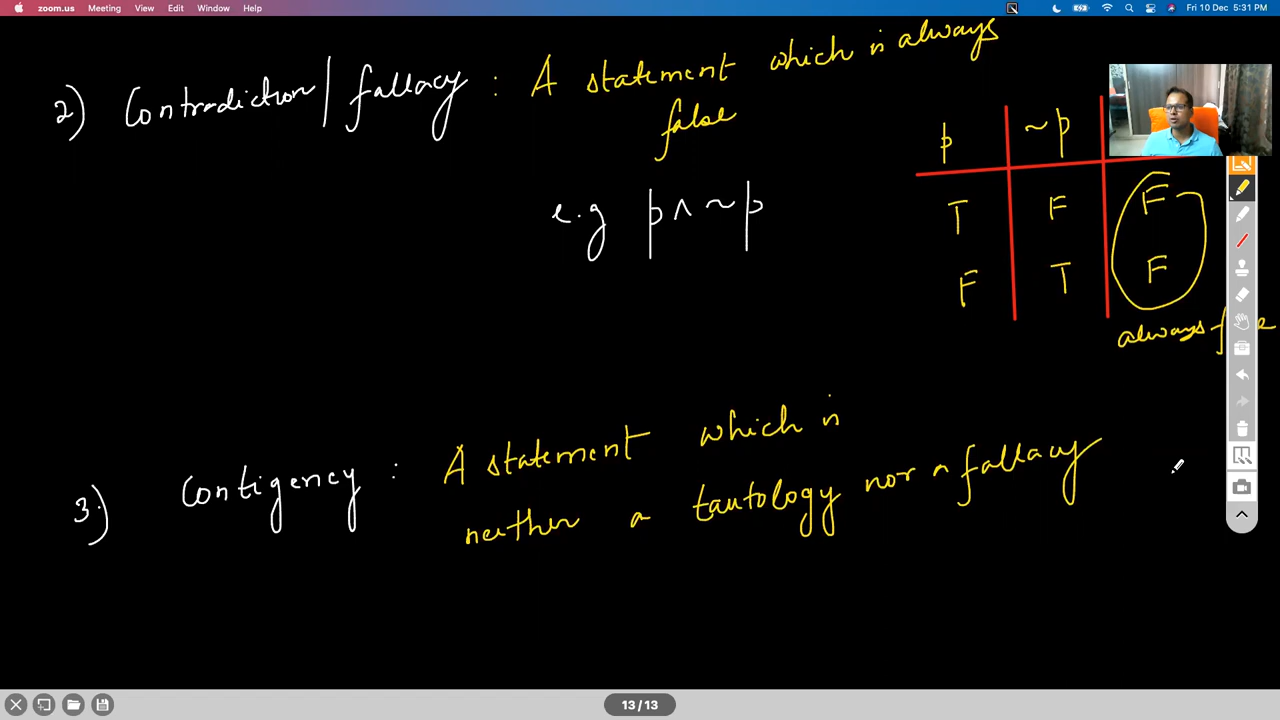 zoom.us Meeting View Edit Window Help Fri 10 Dec 5:31 PM
2) Contradiction | fallacy : A statement which is always
false
e.g p ∧ ~p
p ~p
T F F
F T F
always
3.) Contigency : A statement which is
neither a tautology nor a fallacy
13/13